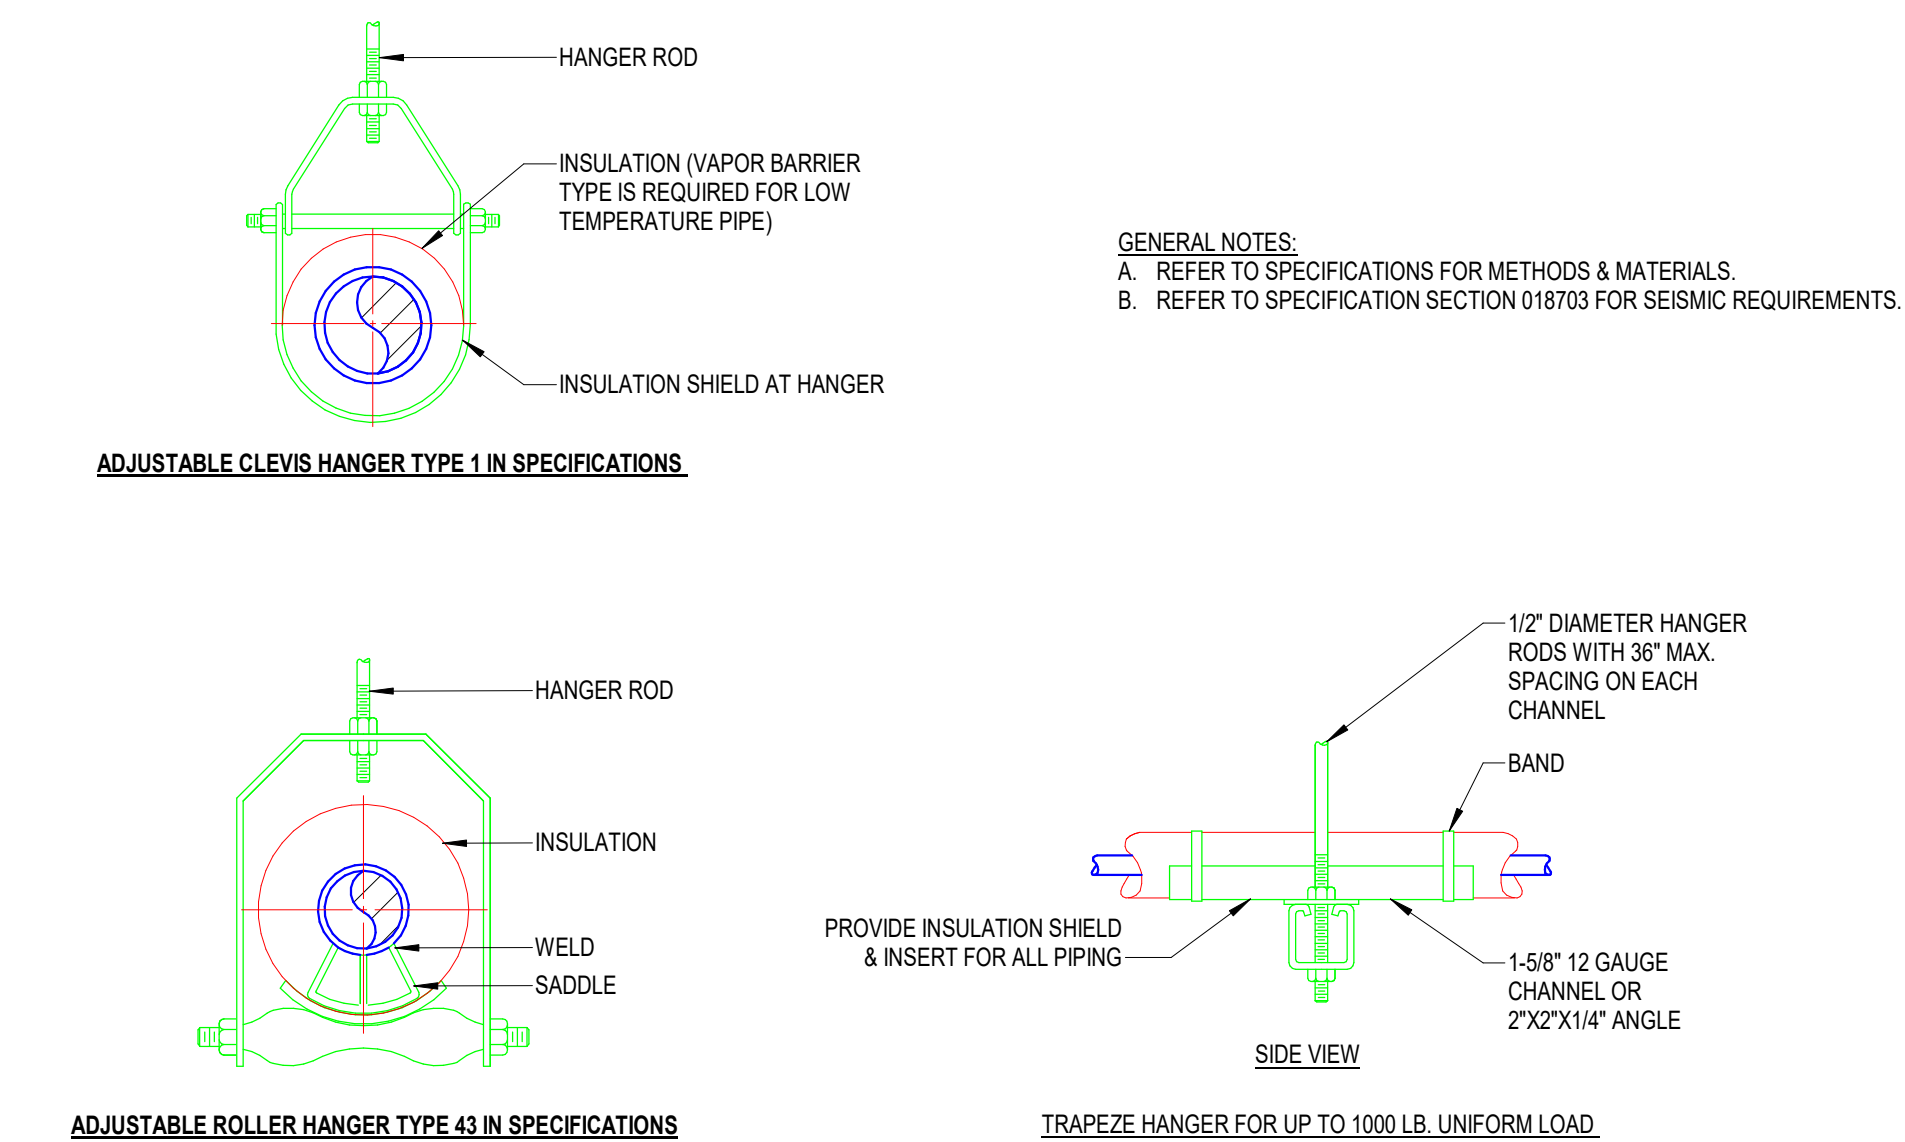 HANGER ROD
INSULATION (VAPOR BARRIER
TYPE IS REQUIRED FOR LOW
TEMPERATURE PIPE)
INSULATION SHIELD AT HANGER
ADJUSTABLE CLEVIS HANGER TYPE 1 IN SPECIFICATIONS
GENERAL NOTES:
A. REFER TO SPECIFICATIONS FOR METHODS & MATERIALS.
B. REFER TO SPECIFICATION SECTION 018703 FOR SEISMIC REQUIREMENTS.
HANGER ROD
INSULATION
WELD
SADDLE
ADJUSTABLE ROLLER HANGER TYPE 43 IN SPECIFICATIONS
1/2" DIAMETER HANGER
RODS WITH 36" MAX.
SPACING ON EACH
CHANNEL
BAND
PROVIDE INSULATION SHIELD
& INSERT FOR ALL PIPING
1-5/8" 12 GAUGE
CHANNEL OR
2"X2"X1/4" ANGLE
SIDE VIEW
TRAPEZE HANGER FOR UP TO 1000 LB. UNIFORM LOAD